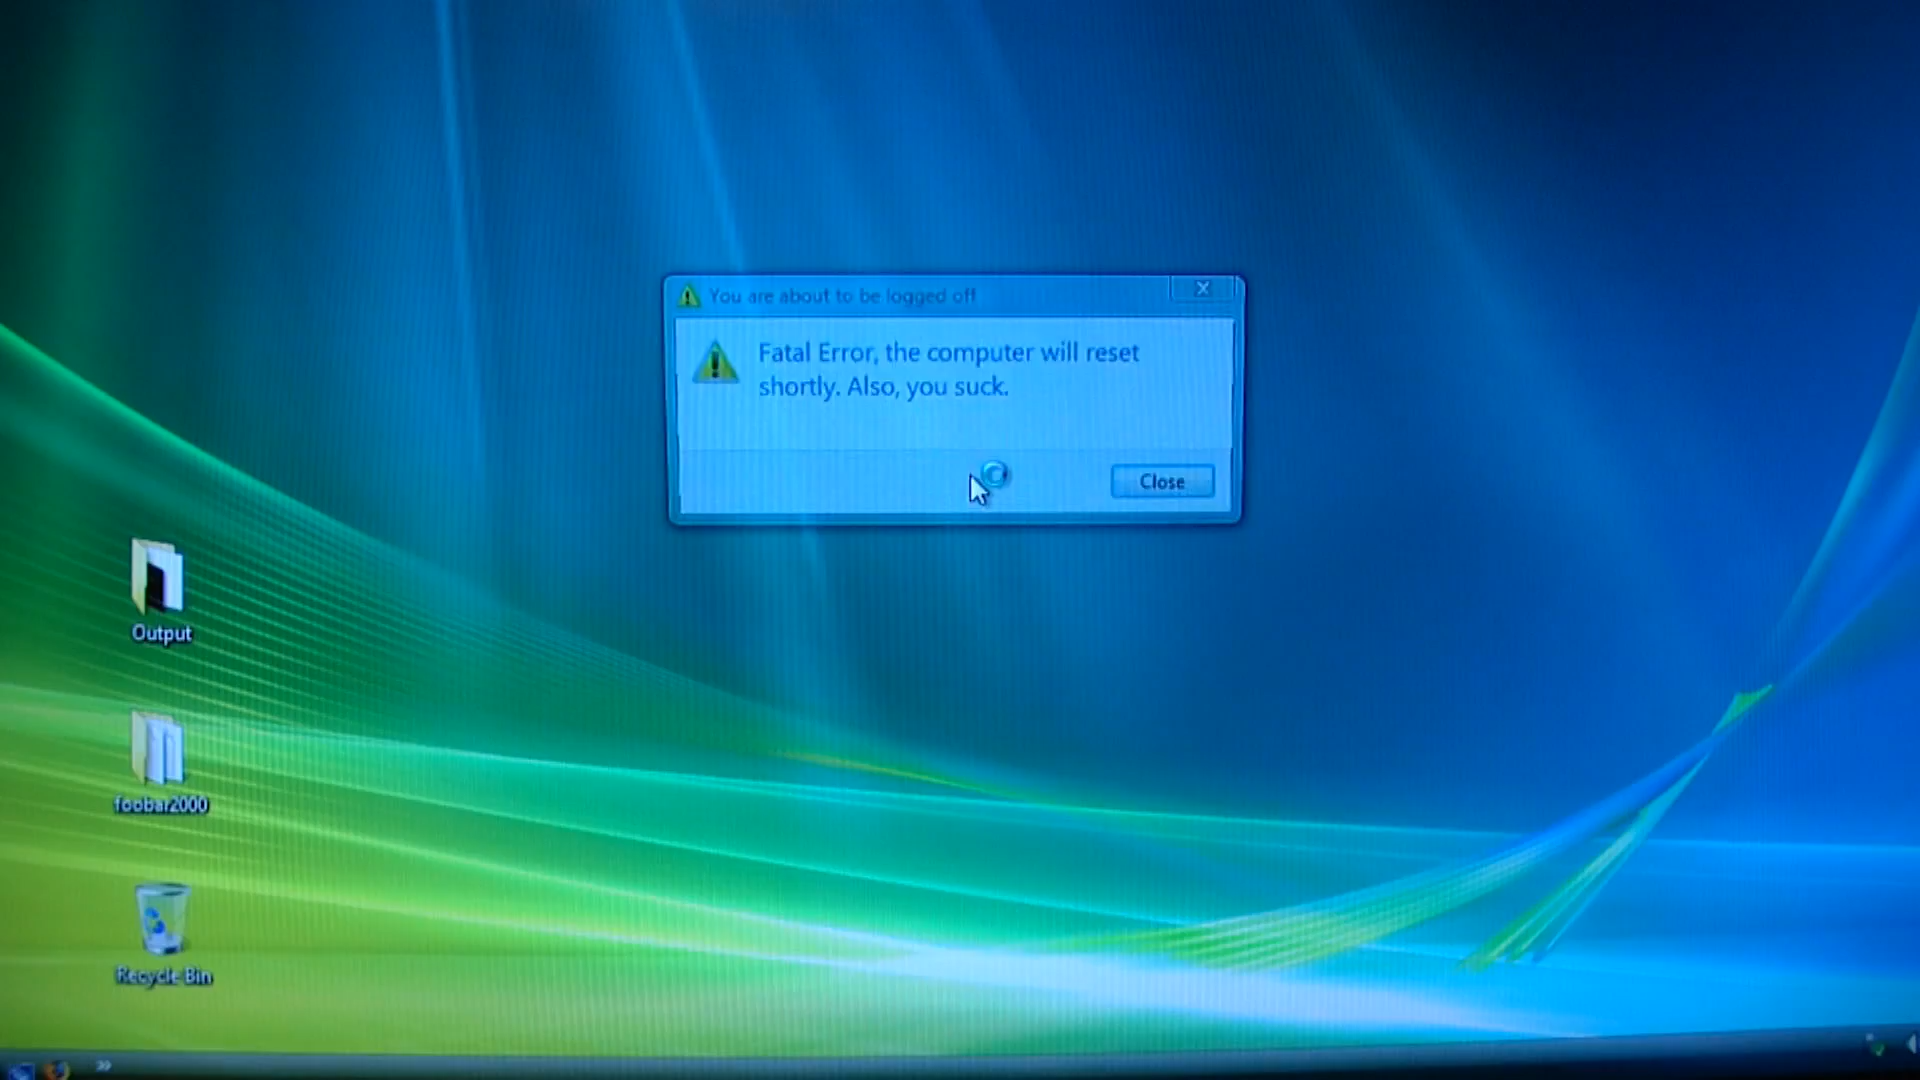 You are about to be logged off
Fatal Error, the computer will reset
shortly. Also, you suck.
Close
Output
foobar2000
Recycle Bin